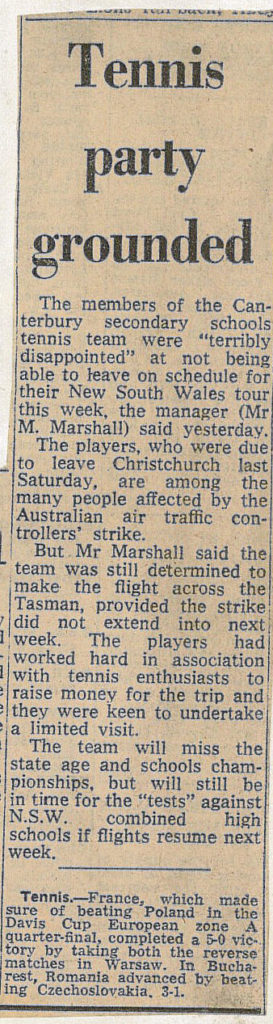 Tennis
party
grounded
The members of the Can-
terbury secondary schools
tennis team were "terribly
disappointed" at not being
able to leave on schedule for
their New South Wales tour
this week, the manager (Mr
M. Marshall) said yesterday.
The players, who were due
to leave Christchurch last
Saturday, are among the
many people affected by the
Australian air traffic con-
trollers' strike.
But Mr Marshall said the
team was still determined to
make the flight across the
Tasman, provided the strike
did not extend into next
week. The players had
worked hard in association
with tennis enthusiasts to
raise money for the trip and
they were keen to undertake
a limited visit.
The team will miss the
state age and schools cham-
pionships, but will still be
in time for the "tests" against
N.S.W. combined high
schools if flights resume next
week.
Tennis.—France, which made
sure of beating Poland in the
Davis Cup European zone A
quarter-final, completed a 5-0 vic-
tory by taking both the reverse
matches in Warsaw. In Bucha-
rest, Romania advanced by beat-
ing Czechoslovakia, 3-1.